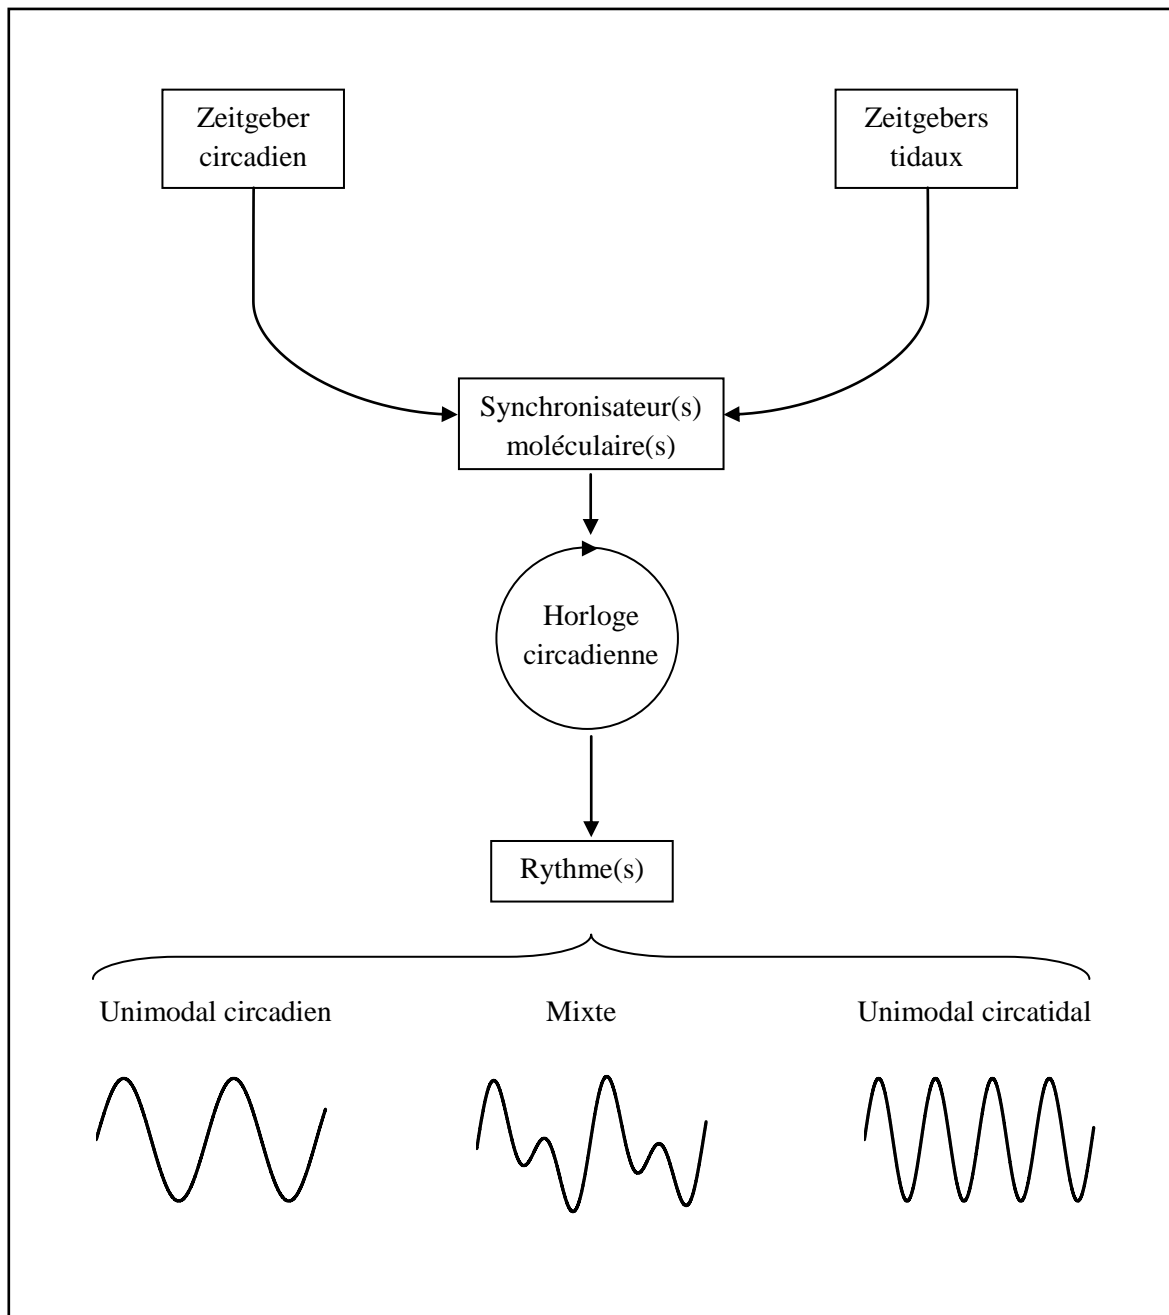 Zeitgeber
circadien
Zeitgebers
tidaux
Synchronisateur(s)
moléculaire(s)
Horloge
circadienne
Rythme(s)
Unimodal circadien
Mixte
Unimodal circatidal